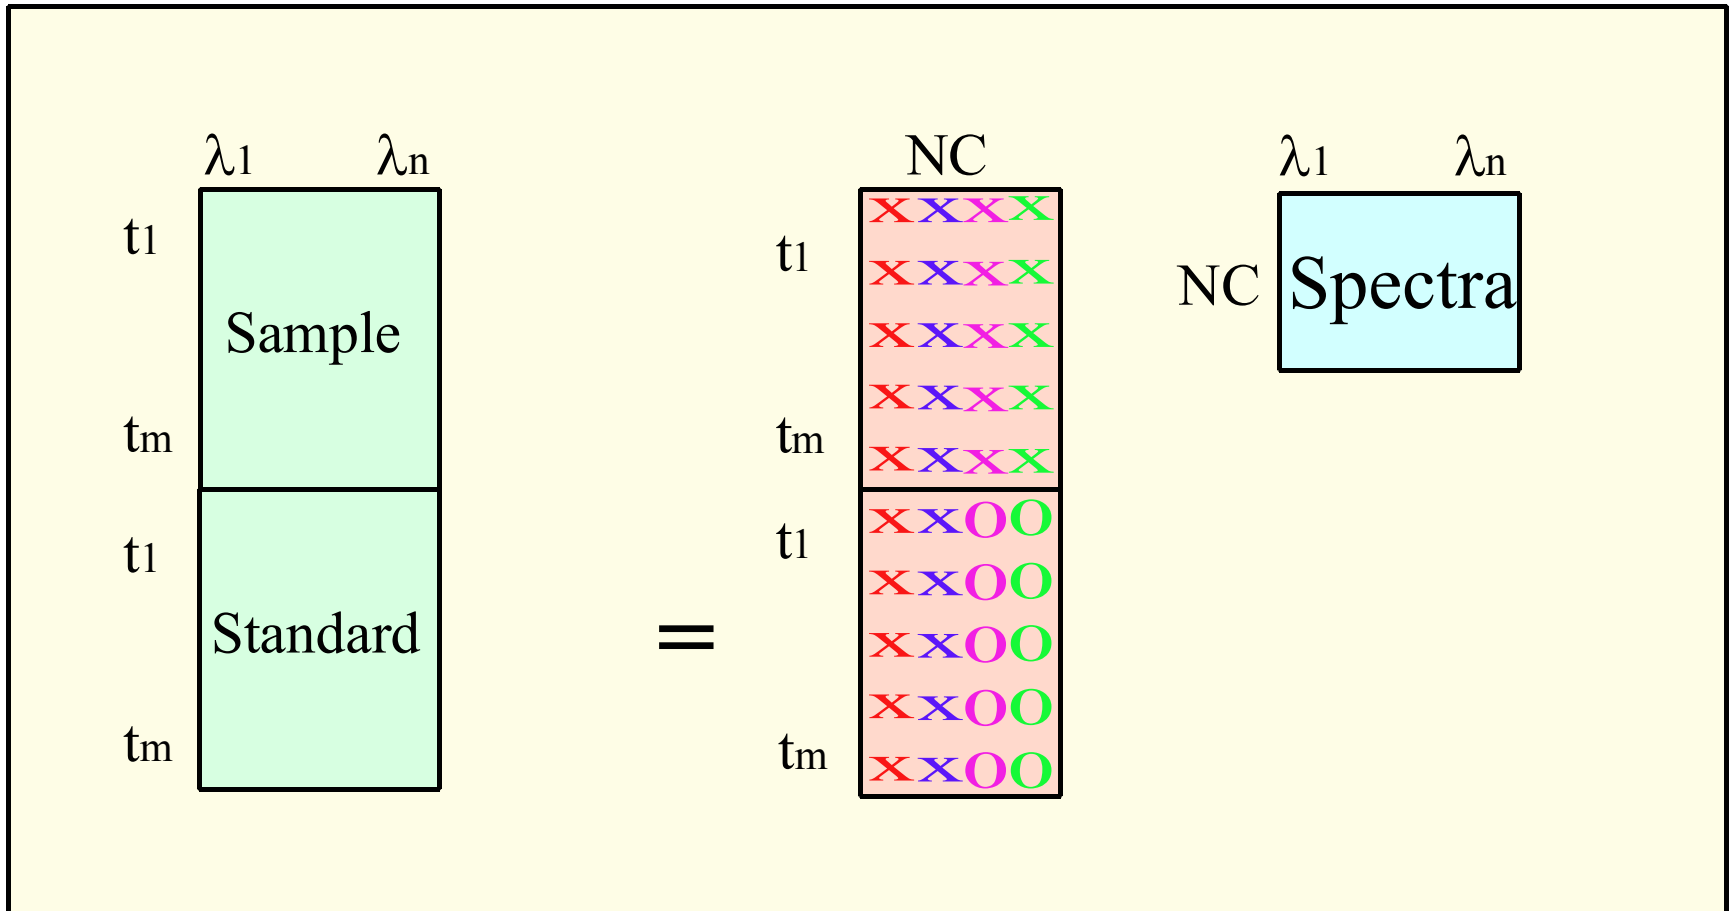 λ1 λn NC λ1 λn
X X X X
t1 t1
X X X X
NC Spectra
Sample X X X X
X X X X
tm tm
X X X X
X X O O
t1 t1
X X O O
Standard = X X O O
X X O O
tm tm
X X O O